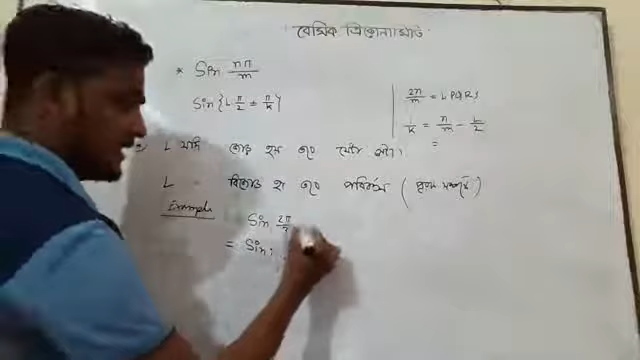 বেসিক ত্রিকোনোমিতি
* Sin nπ/m
Sin {L π/2 ± π/k}
2n/m = L
1/k = n/m - L/2
=
L যদি জোড় হয় তবে
L বিজোড় হয় তবে পরিবর্তন (
Example
Sin 2π/3
= Sin